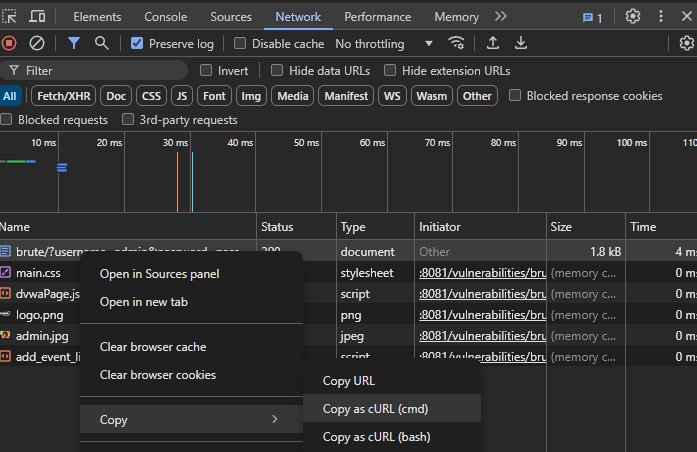 Elements Console Sources Network Performance Memory 1
Preserve log Disable cache No throttling
Filter Invert Hide data URLs Hide extension URLs
All Fetch/XHR Doc CSS JS Font Img Media Manifest WS Wasm Other Blocked response cookies
Blocked requests 3rd-party requests
10 ms 20 ms 30 ms 40 ms 50 ms 60 ms 70 ms 80 ms 90 ms 100 ms 110
Name Status Type Initiator Size Time
brute/?username=admin&password=pass 200 document Other 1.8 kB 4 ms
main.css stylesheet :8081/vulnerabilities/bru (memory c... 0 ms
dvwaPage.js script :8081/vulnerabilities/bru (memory c... 0 ms
logo.png png :8081/vulnerabilities/bru (memory c... 0 ms
admin.jpg jpeg :8081/vulnerabilities/bru (memory c... 0 ms
add_event_li script :8081/vulnerabilities/bru (memory c... 0 ms
Open in Sources panel
Open in new tab
Clear browser cache
Clear browser cookies
Copy
Copy URL
Copy as cURL (cmd)
Copy as cURL (bash)